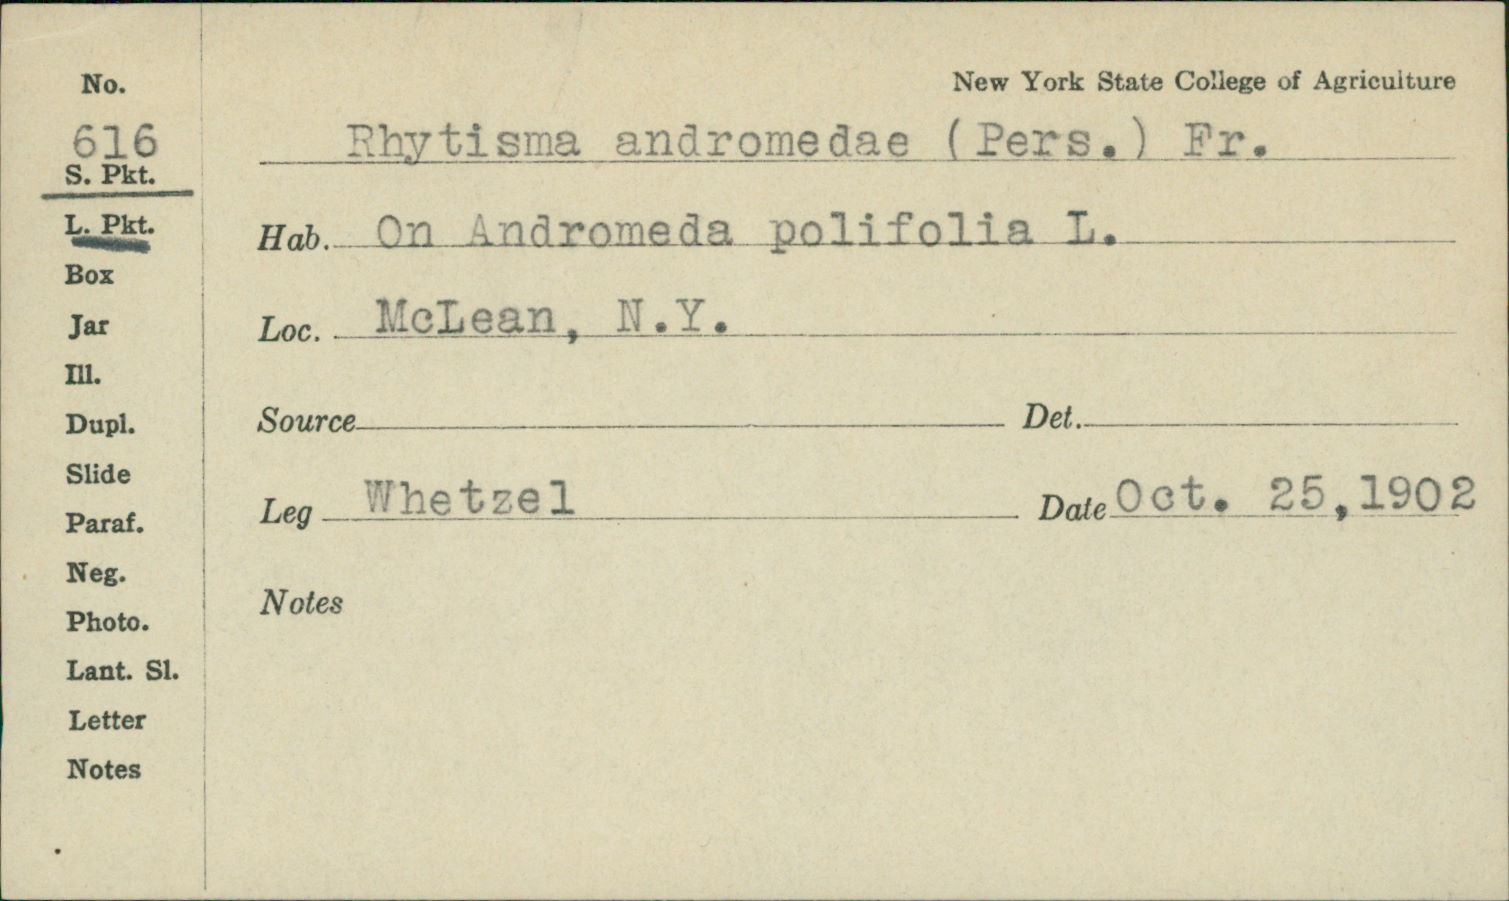 No.
616
S. Pkt.
L. Pkt.
Box
Jar
Ill.
Dupl.
Slide
Paraf.
Neg.
Photo.
Lant. Sl.
Letter
Notes
New York State College of Agriculture
Rhytisma andromedae (Pers.) Fr.
Hab. On Andromeda polifolia L.
Loc. McLean, N.Y.
Source Det.
Leg Whetzel Date Oct. 25,1902
Notes